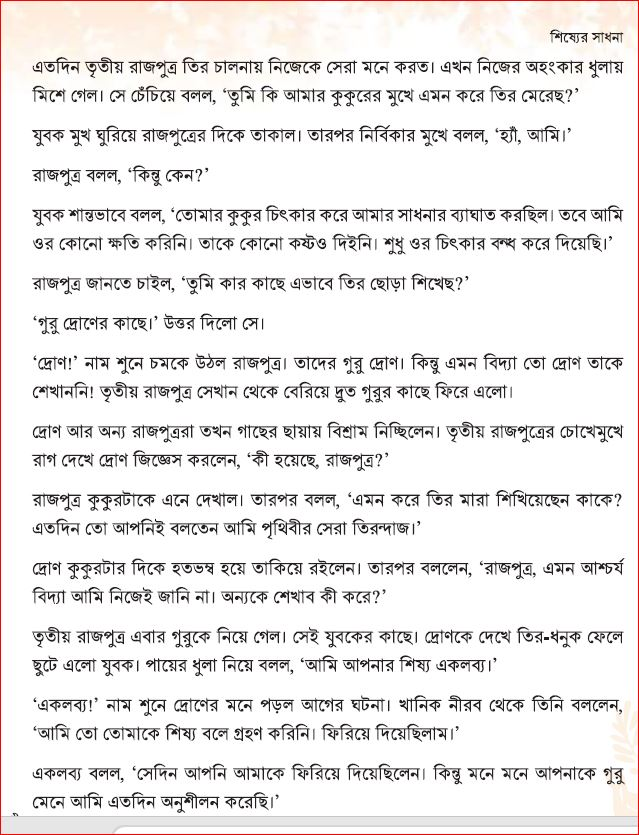 শিষ্যের সাধনা
এতদিন তৃতীয় রাজপুত্র তির চালনায় নিজেকে সেরা মনে করত। এখন নিজের অহংকার ধুলায়
মিশে গেল। সে চেঁচিয়ে বলল, ‘তুমি কি আমার কুকুরের মুখে এমন করে তির মেরেছ?’
যুবক মুখ ঘুরিয়ে রাজপুত্রের দিকে তাকাল। তারপর নির্বিকার মুখে বলল, ‘হ্যাঁ, আমি।’
রাজপুত্র বলল, ‘কিন্তু কেন?’
যুবক শান্তভাবে বলল, ‘তোমার কুকুর চিৎকার করে আমার সাধনার ব্যাঘাত করছিল। তবে আমি
ওর কোনো ক্ষতি করিনি। তাকে কোনো কষ্টও দিইনি। শুধু ওর চিৎকার বন্ধ করে দিয়েছি।’
রাজপুত্র জানতে চাইল, ‘তুমি কার কাছে এভাবে তির ছোড়া শিখেছ?’
‘গুরু দ্রোণের কাছে।’ উত্তর দিলো সে।
‘দ্রোণ!’ নাম শুনে চমকে উঠল রাজপুত্র। তাদের গুরু দ্রোণ। কিন্তু এমন বিদ্যা তো দ্রোণ তাকে
শেখাননি! তৃতীয় রাজপুত্র সেখান থেকে বেরিয়ে দ্রুত গুরুর কাছে ফিরে এলো।
দ্রোণ আর অন্য রাজপুত্ররা তখন গাছের ছায়ায় বিশ্রাম নিচ্ছিলেন। তৃতীয় রাজপুত্রের চোখেমুখে
রাগ দেখে দ্রোণ জিজ্ঞেস করলেন, ‘কী হয়েছে, রাজপুত্র?’
রাজপুত্র কুকুরটাকে এনে দেখাল। তারপর বলল, ‘এমন করে তির মারা শিখিয়েছেন কাকে?
এতদিন তো আপনিই বলতেন আমি পৃথিবীর সেরা তিরন্দাজ।’
দ্রোণ কুকুরটার দিকে হতভম্ব হয়ে তাকিয়ে রইলেন। তারপর বললেন, ‘রাজপুত্র, এমন আশ্চর্য
বিদ্যা আমি নিজেই জানি না। অন্যকে শেখাব কী করে?’
তৃতীয় রাজপুত্র এবার গুরুকে নিয়ে গেল। সেই যুবকের কাছে। দ্রোণকে দেখে তির-ধনুক ফেলে
ছুটে এলো যুবক। পায়ের ধুলা নিয়ে বলল, ‘আমি আপনার শিষ্য একলব্য।’
‘একলব্য!’ নাম শুনে দ্রোণের মনে পড়ল আগের ঘটনা। খানিক নীরব থেকে তিনি বললেন,
‘আমি তো তোমাকে শিষ্য বলে গ্রহণ করিনি। ফিরিয়ে দিয়েছিলাম।’
একলব্য বলল, ‘সেদিন আপনি আমাকে ফিরিয়ে দিয়েছিলেন। কিন্তু মনে মনে আপনাকে গুরু
মেনে আমি এতদিন অনুশীলন করেছি।’